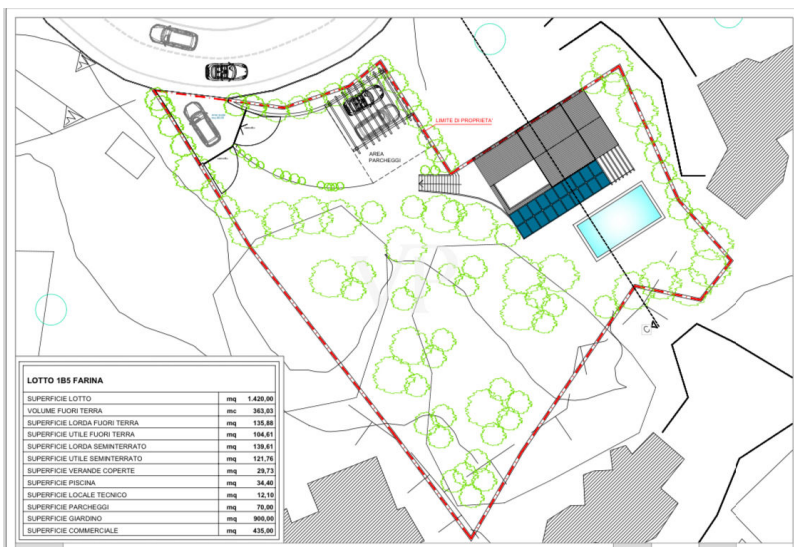 LIMITE DI PROPRIETA'
AREA
PARCHEGGI
VP
C
LOTTO 1B5 FARINA
SUPERFICIE LOTTO mq 1.420,00
VOLUME FUORI TERRA mc 363,03
SUPERFICIE LORDA FUORI TERRA mq 135,88
SUPERFICIE UTILE FUORI TERRA mq 104,61
SUPERFICIE LORDA SEMINTERRATO mq 139,61
SUPERFICIE UTILE SEMINTERRATO mq 121,76
SUPERFICIE VERANDE COPERTE mq 29,73
SUPERFICIE PISCINA mq 34,40
SUPERFICIE LOCALE TECNICO mq 12,10
SUPERFICIE PARCHEGGI mq 70,00
SUPERFICIE GIARDINO mq 900,00
SUPERFICIE COMMERCIALE mq 435,00